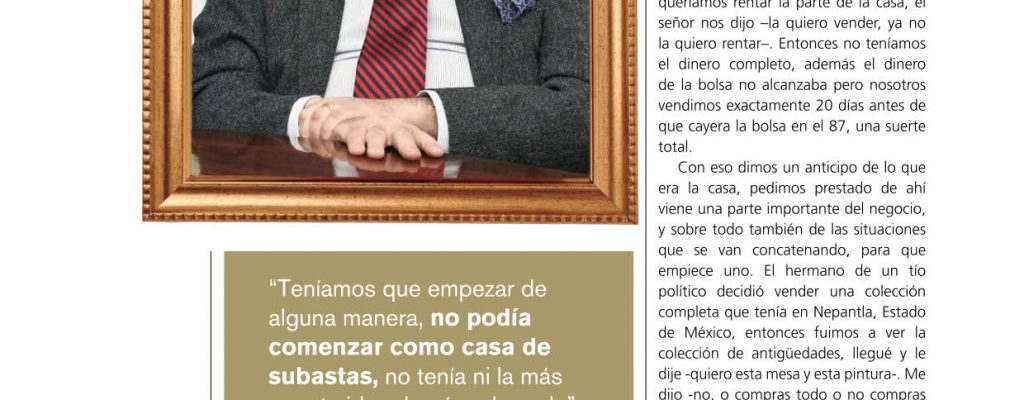 queríamos rentar la parte de la casa, el
señor nos dijo –la quiero vender, ya no
la quiero rentar–. Entonces no teníamos
el dinero completo, además el dinero
de la bolsa no alcanzaba pero nosotros
vendimos exactamente 20 días antes de
que cayera la bolsa en el 87, una suerte
total.
Con eso dimos un anticipo de lo que
era la casa, pedimos prestado de ahí
viene una parte importante del negocio,
y sobre todo también de las situaciones
que se van concatenando, para que
empiece uno. El hermano de un tío
político decidió vender una colección
completa que tenía en Nepantla, Estado
de México, entonces fuimos a ver la
colección de antigüedades, llegué y le
dije -quiero esta mesa y esta pintura-. Me
dijo -no, o compras todo o no compras
“Teníamos que empezar de
alguna manera, no podía
comenzar como casa de
subastas, no tenía ni la más